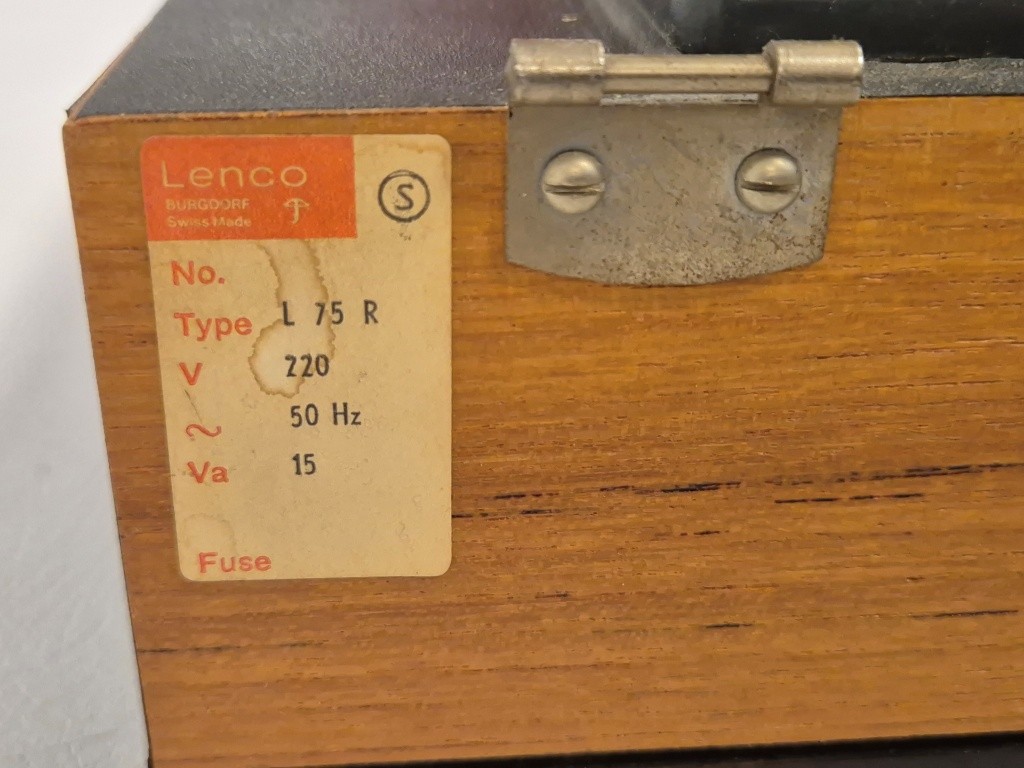 Lenco
BURGDORF
Swiss Made
S
No.
Type L 75 R
V 220
~ 50 Hz
Va 15
Fuse